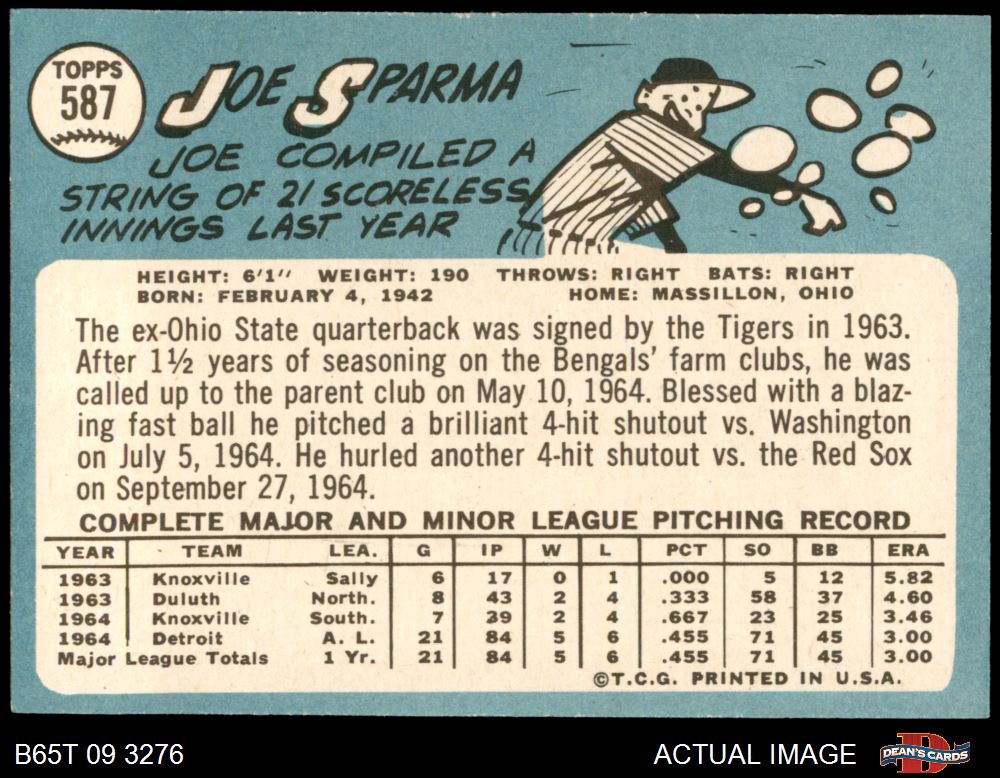 TOPPS
587
JOE SPARMA
JOE COMPILED A
STRING OF 21 SCORELESS
INNINGS LAST YEAR
HEIGHT: 6'1" WEIGHT: 190 THROWS: RIGHT BATS: RIGHT
BORN: FEBRUARY 4, 1942 HOME: MASSILLON, OHIO
The ex-Ohio State quarterback was signed by the Tigers in 1963.
After 1½ years of seasoning on the Bengals' farm clubs, he was
called up to the parent club on May 10, 1964. Blessed with a blaz-
ing fast ball he pitched a brilliant 4-hit shutout vs. Washington
on July 5, 1964. He hurled another 4-hit shutout vs. the Red Sox
on September 27, 1964.
COMPLETE MAJOR AND MINOR LEAGUE PITCHING RECORD
YEAR TEAM LEA. G IP W L PCT SO BB ERA
1963 Knoxville Sally 6 17 0 1 .000 5 12 5.82
1963 Duluth North. 8 43 2 4 .333 58 37 4.60
1964 Knoxville South. 7 39 2 4 .667 23 25 3.46
1964 Detroit A. L. 21 84 5 6 .455 71 45 3.00
Major League Totals 1 Yr. 21 84 5 6 .455 71 45 3.00
©T.C.G. PRINTED IN U.S.A.
B65T 09 3276 ACTUAL IMAGE DEAN'S CARDS